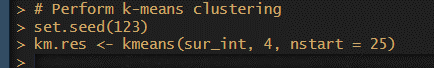 > # Perform k-means clustering
> set.seed(123)
> km.res <- kmeans(sur_int, 4, nstart = 25)
>